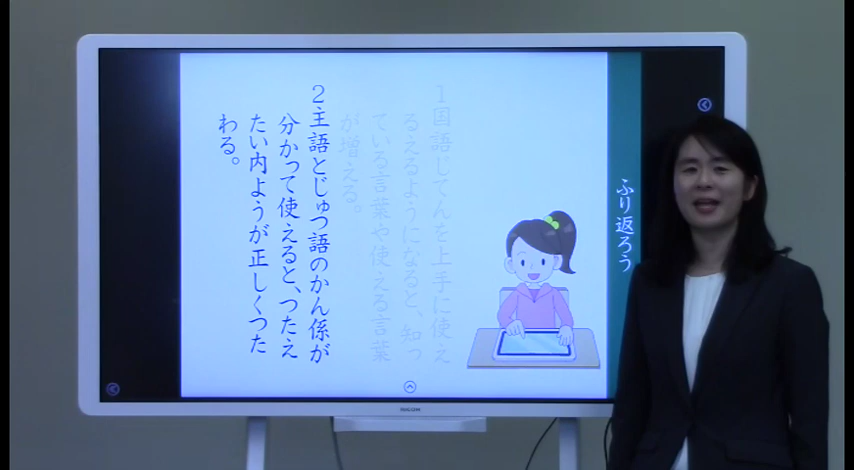 ふり返ろう
1国語じてんを上手に使え
るえるようになると、知っ
ている言葉や使える言葉
が増える。
2主語とじゅつ語のかん係が
分かって使えると、つたえ
たい内ようが正しくつた
わる。
RICOH